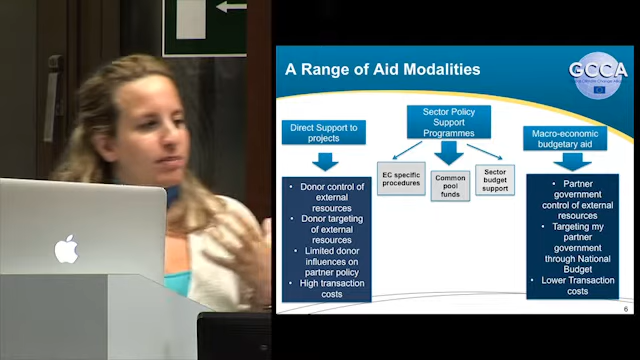 A Range of Aid Modalities
GCCA
Direct Support to
projects
Sector Policy
Support
Programmes
Macro-economic
budgetary aid
EC specific
procedures
Common
pool
funds
Sector
budget
support
• Donor control of
external
resources
• Donor targeting
of external
resources
• Limited donor
influences on
partner policy
• High transaction
costs
• Partner
government
control of external
resources
• Targeting my
partner
government
through National
Budget
• Lower Transaction
costs
6